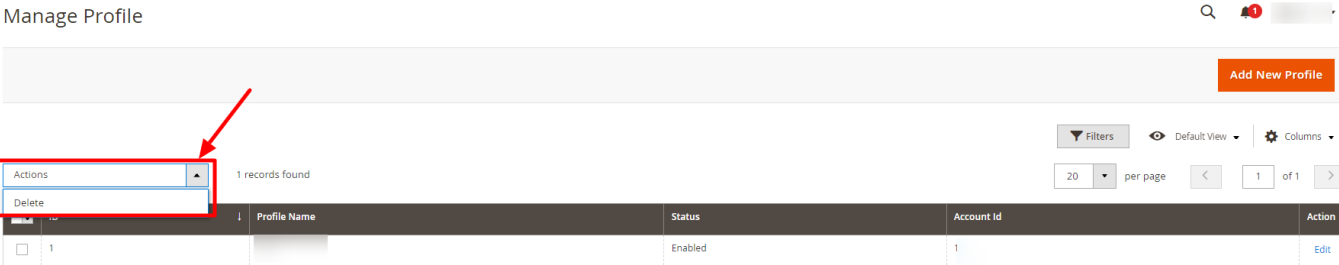 Manage Profile
1
Add New Profile
Filters
Default View
Columns
Actions
1 records found
20
per page
1
of 1
Delete
ID
Profile Name
Status
Account Id
Action
1
Enabled
1
Edit